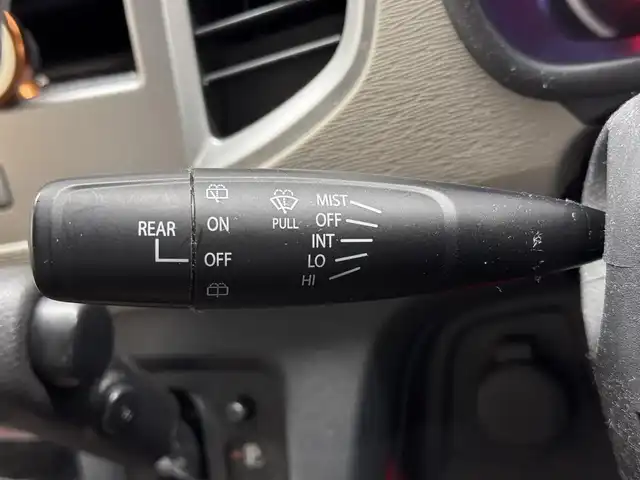 REAR
ON
OFF
PULL
MIST
OFF
INT
LO
HI